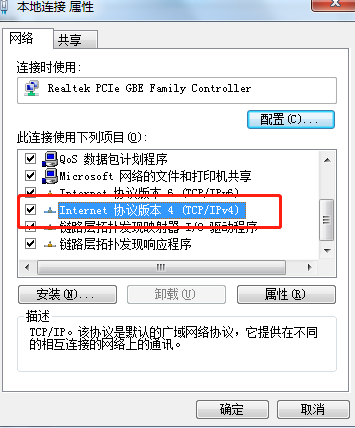 本地连接 属性
网络
共享
连接时使用:
Realtek PCIe GBE Family Controller
配置(C)...
此连接使用下列项目(O):
QoS 数据包计划程序
Microsoft 网络的文件和打印机共享
Internet 协议版本 6 (TCP/IPv6)
Internet 协议版本 4 (TCP/IPv4)
链路层拓扑发现映射器 I/O 驱动程序
链路层拓扑发现响应程序
安装(N)...
卸载(U)
属性(R)
描述
TCP/IP。该协议是默认的广域网络协议，它提供在不同
的相互连接的网络上的通讯。
确定
取消